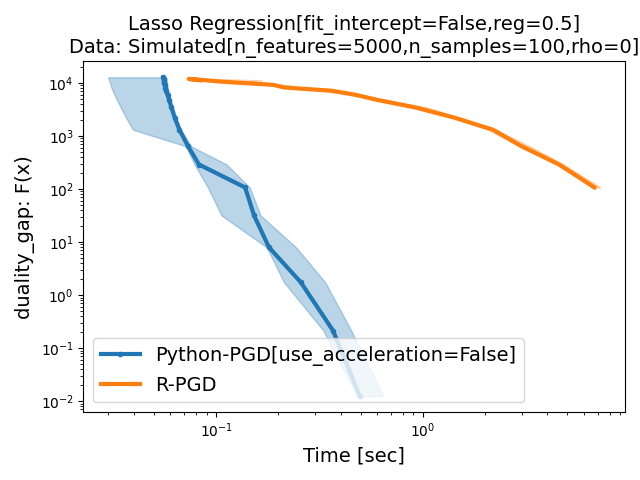 Lasso Regression[fit_intercept=False,reg=0.5]
Data: Simulated[n_features=5000,n_samples=100,rho=0]
duality_gap: F(x)
10⁴
10³
10²
10¹
10⁰
10⁻¹
10⁻²
Python-PGD[use_acceleration=False]
R-PGD
10⁻¹
10⁰
Time [sec]